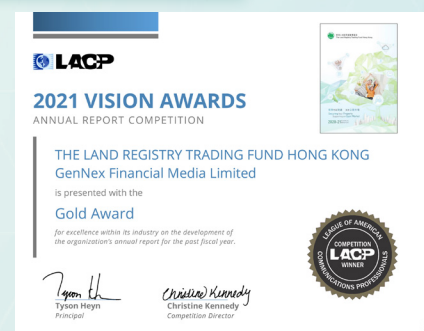 LACP
2021 VISION AWARDS
ANNUAL REPORT COMPETITION
THE LAND REGISTRY TRADING FUND HONG KONG
GenNex Financial Media Limited
is presented with the
Gold Award
for excellence within its industry on the development of
the organization's annual report for the past fiscal year.
Tyson Heyn
Principal
Christine Kennedy
Christine Kennedy
Competition Director
LEAGUE OF AMERICAN
COMPETITION
LACP
WINNER
COMMUNICATIONS PROFESSIONALS